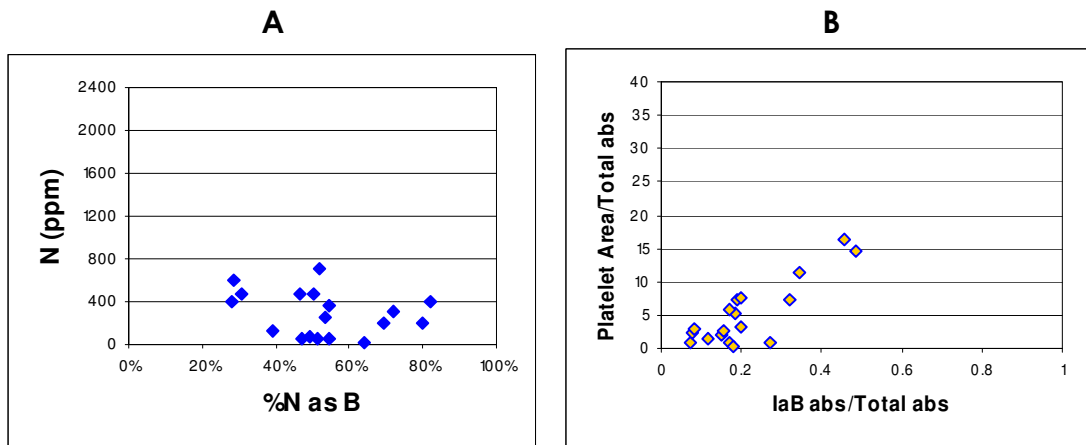 A
2400
2000
1600
1200
800
400
0
0% 20% 40% 60% 80% 100%
N (ppm)
%N as B
B
40
35
30
25
20
15
10
5
0
0 0.2 0.4 0.6 0.8 1
Platelet Area/Total abs
IaB abs/Total abs